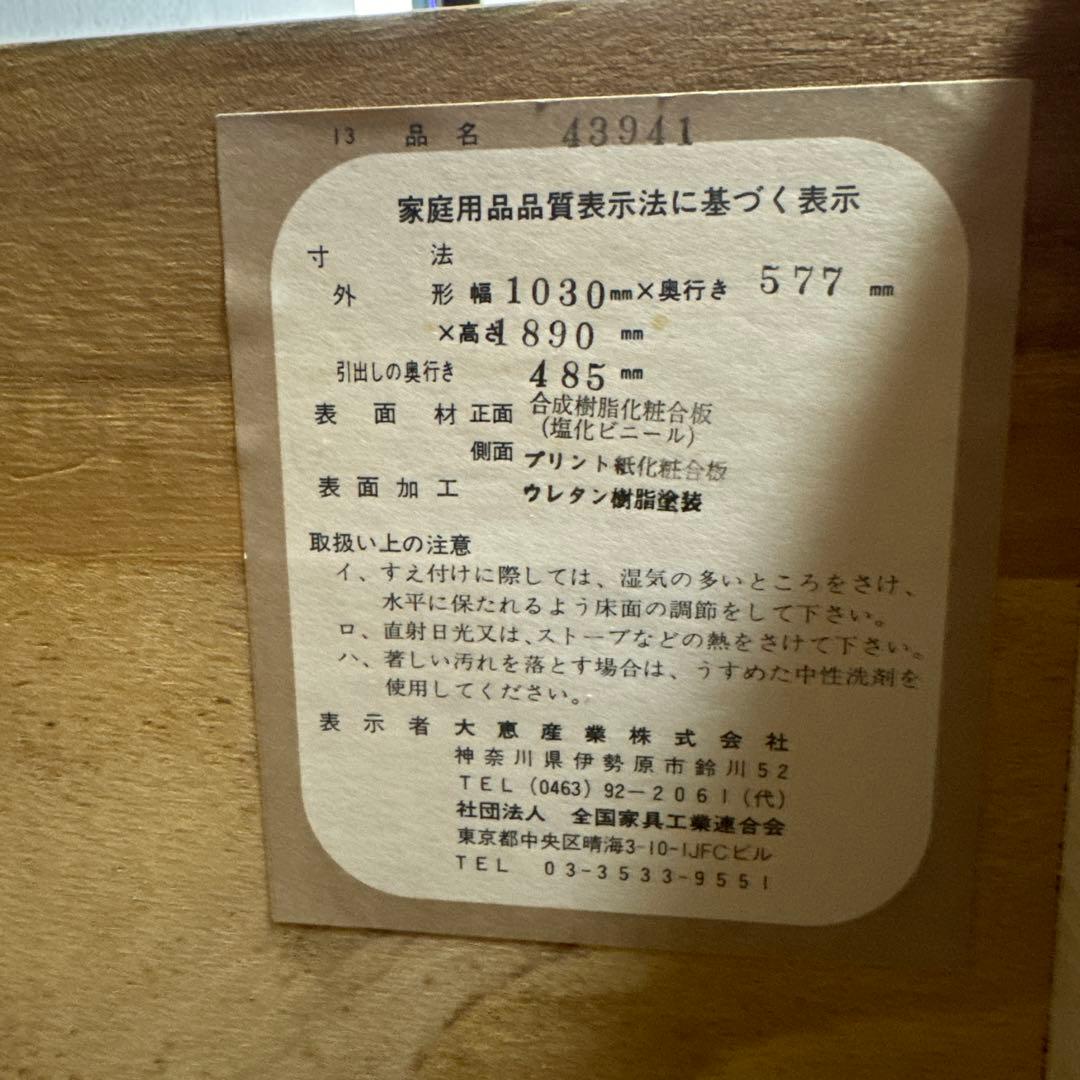 13 品名 43941
家庭用品品質表示法に基づく表示
寸法
外形 幅 1030mm×奥行き 577 mm
×高さ1890 mm
引出しの奥行き 485 mm
表面材 正面 合成樹脂化粧合板
(塩化ビニール)
側面 プリント紙化粧合板
表面加工 ウレタン樹脂塗装
取扱い上の注意
イ、すえ付けに際しては、湿気の多いところをさけ、
水平に保たれるよう床面の調節をして下さい。
ロ、直射日光又は、ストーブなどの熱をさけて下さい。
ハ、著しい汚れを落とす場合は、うすめた中性洗剤を
使用してください。
表示者 大恵産業株式会社
神奈川県伊勢原市鈴川52
TEL (0463) 92-2061(代)
社団法人 全国家具工業連合会
東京都中央区晴海3-10-1JFCビル
TEL 03-3533-9551